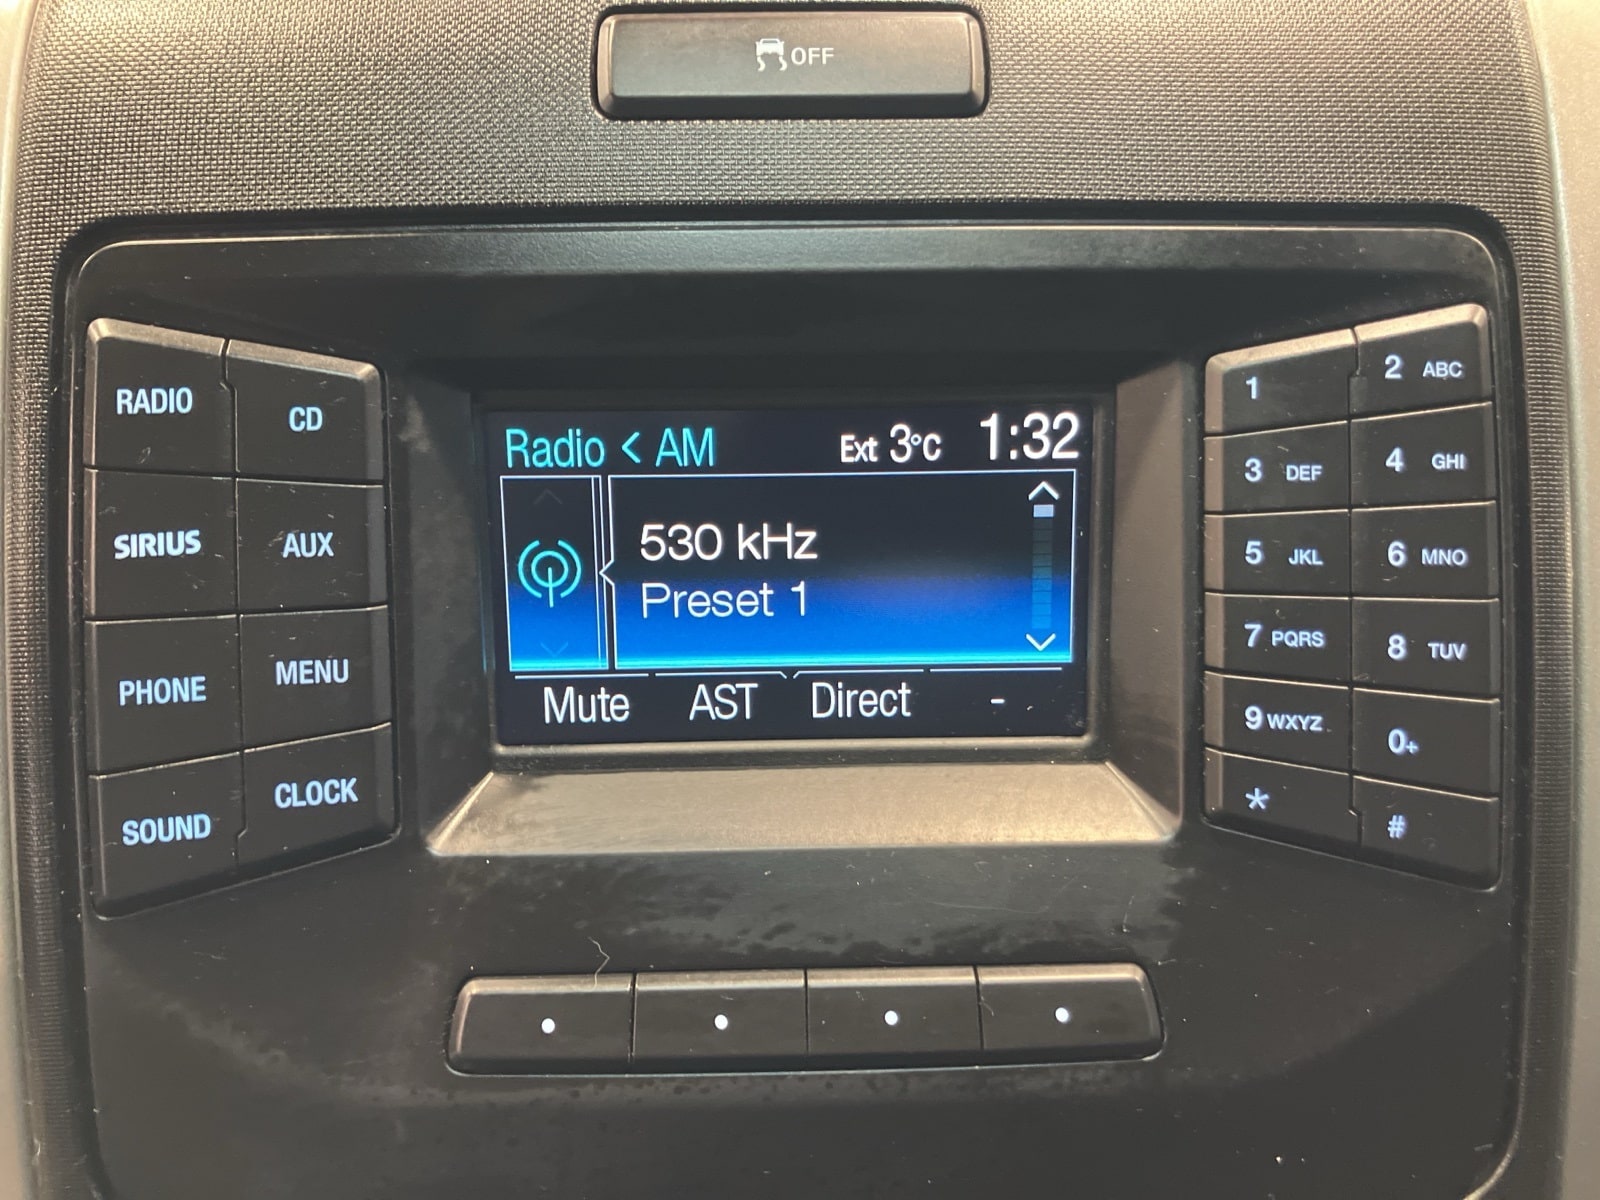 OFF
RADIO
CD
SIRIUS
AUX
PHONE
MENU
SOUND
CLOCK
Radio < AM Ext 3°C 1:32
530 kHz
Preset 1
Mute AST Direct -
1
2 ABC
3 DEF
4 GHI
5 JKL
6 MNO
7 PQRS
8 TUV
9 WXYZ
0+
*
#